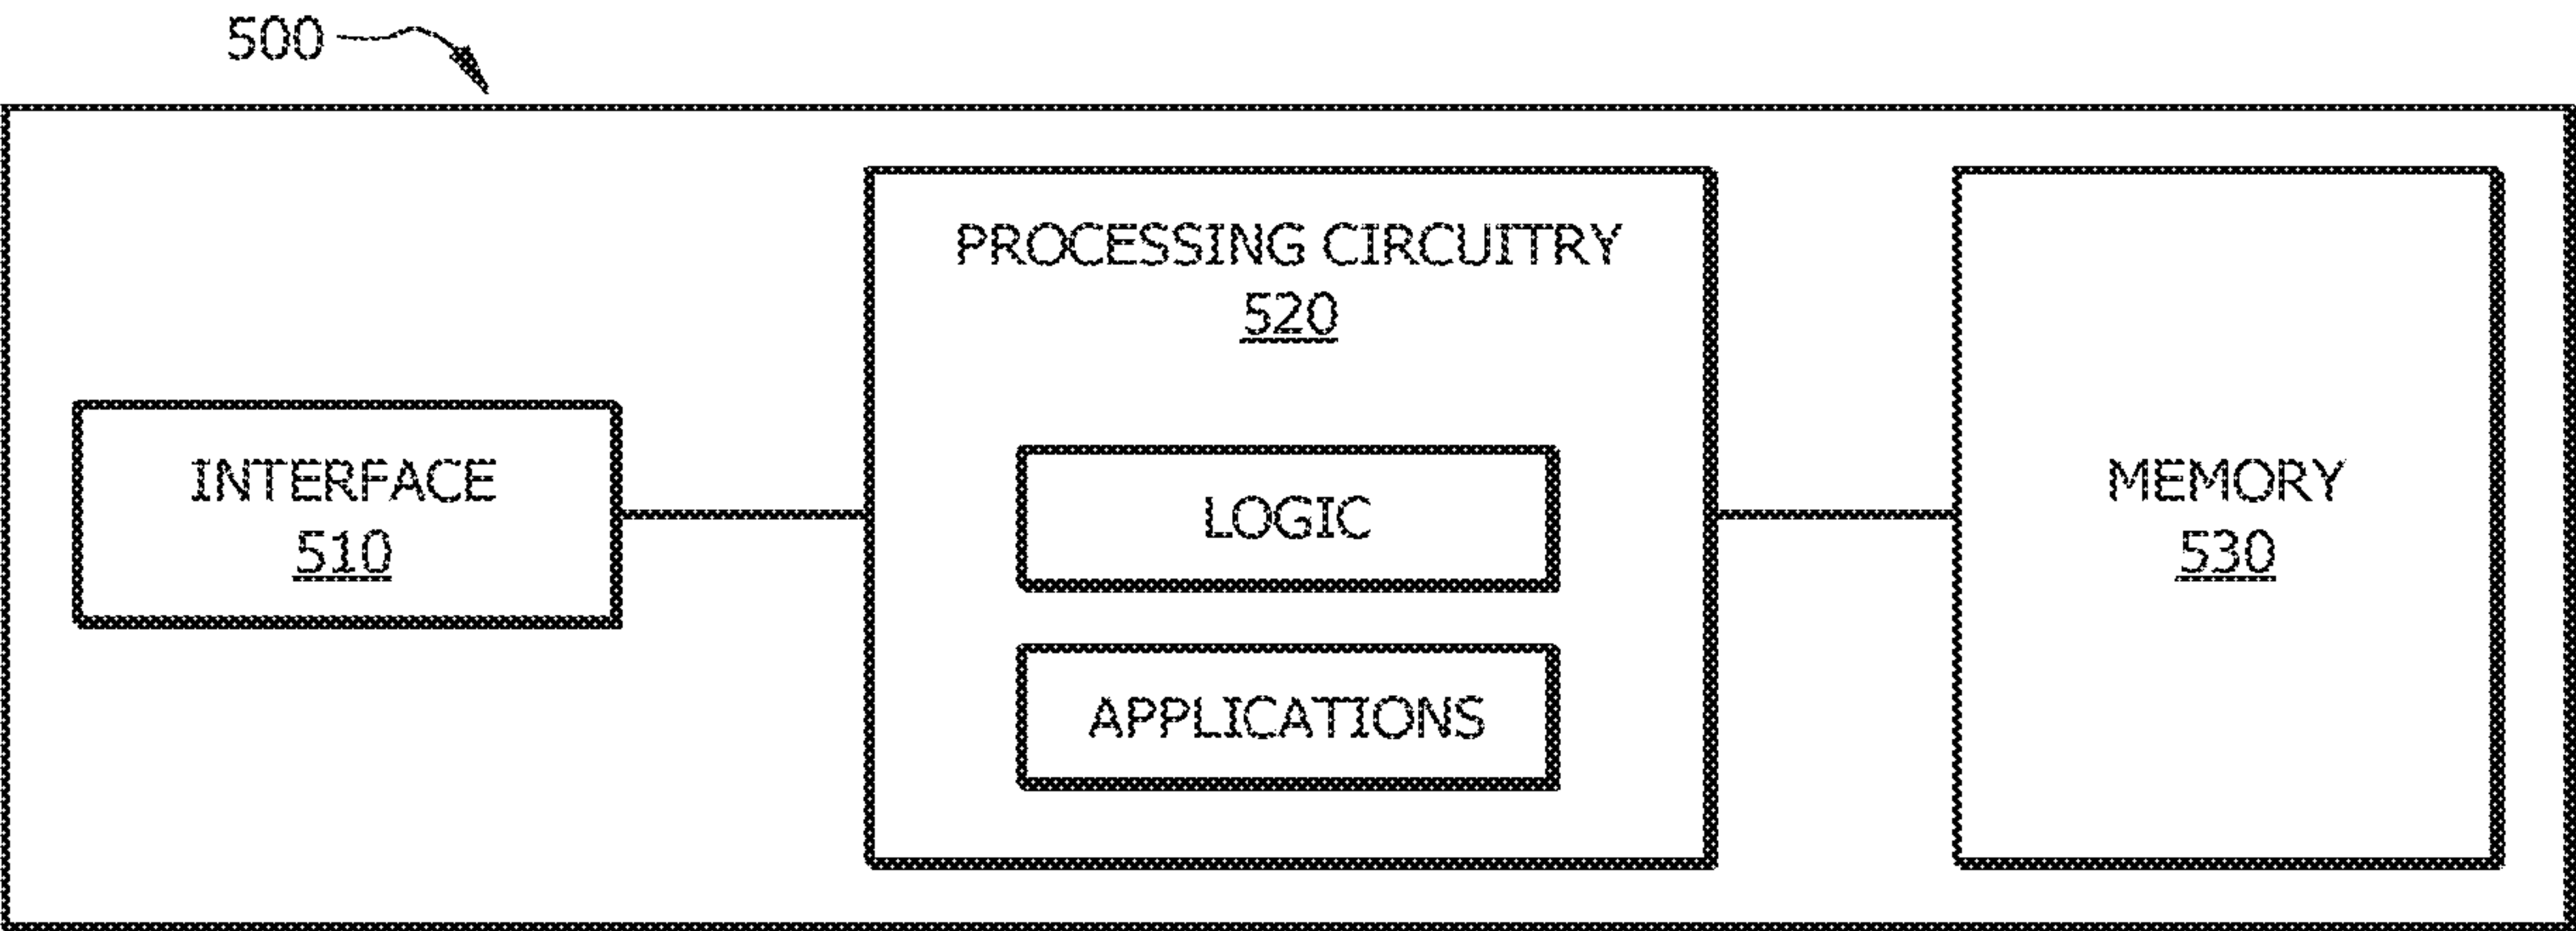 500
PROCESSING CIRCUITRY
520
INTERFACE
510
LOGIC
APPLICATIONS
MEMORY
530